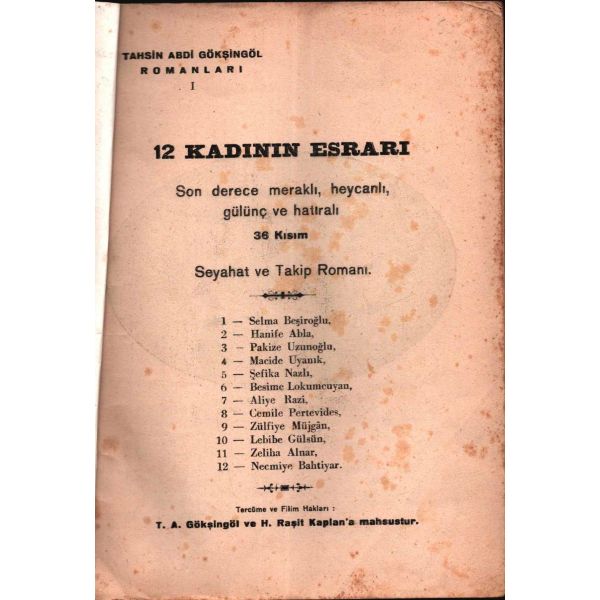 TAHSİN ABDİ GÖKŞİNGÖL
ROMANLARI
I
12 KADININ ESRARI
Son derece meraklı, heycanlı,
gülünç ve hatıralı
36 Kısım
Seyahat ve Takip Romanı.
1 — Selma Beşiroğlu,
2 — Hanife Abla,
3 — Pakize Uzunoğlu,
4 — Macide Uyanık,
5 — Şefika Nazlı,
6 — Besime Lokumcuyan,
7 — Aliye Razi,
8 — Cemile Pertevides,
9 — Zülfiye Müjgân,
10 — Lebibe Gülsün,
11 — Zeliha Alnar,
12 — Necmiye Bahtiyar.
Tercüme ve Filim Hakları :
T. A. Gökşingöl ve H. Raşit Kaplan'a mahsustur.